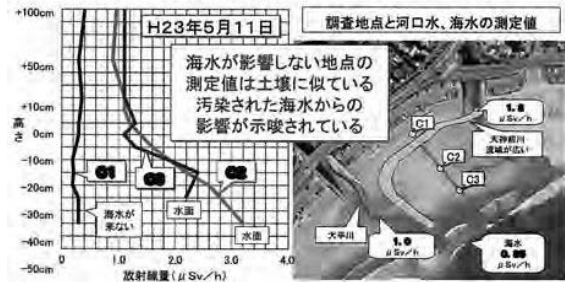 H23年5月11日
海水が影響しない地点の
測定値は土壌に似ている
汚染された海水からの
影響が示唆されている
+100cm
+50cm
+10cm
0cm
-10cm
-20cm
-30cm
-40cm
-50cm
高さ
C1
C3
C2
海水が
来ない
水面
水面
0
1.0
2.0
3.0
4.0
放射線量(μSv/h)
調査地点と河口水、海水の測定値
C1
C2
C3
μSv/h
流域が広い
大平川
1.0
μSv/h
海水
μSv/h